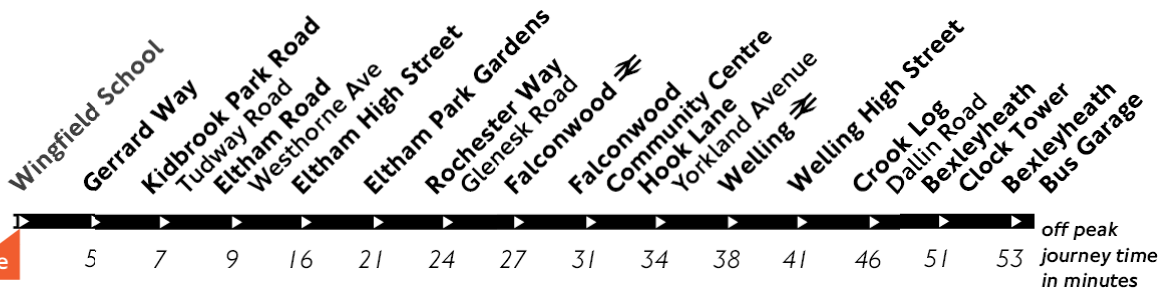 Wingfield School
Gerrard Way
Kidbrook Park Road
Tudway Road
Eltham Road
Westhorne Ave
Eltham High Street
Eltham Park Gardens
Rochester Way
Glenesk Road
Falconwood
Falconwood
Community Centre
Hook Lane
Yorkland Avenue
Welling
Welling High Street
Crook Log
Dallin Road
Bexleyheath
Clock Tower
Bexleyheath
Bus Garage
5 7 9 16 21 24 27 31 34 38 41 46 51 53
off peak
journey time
in minutes